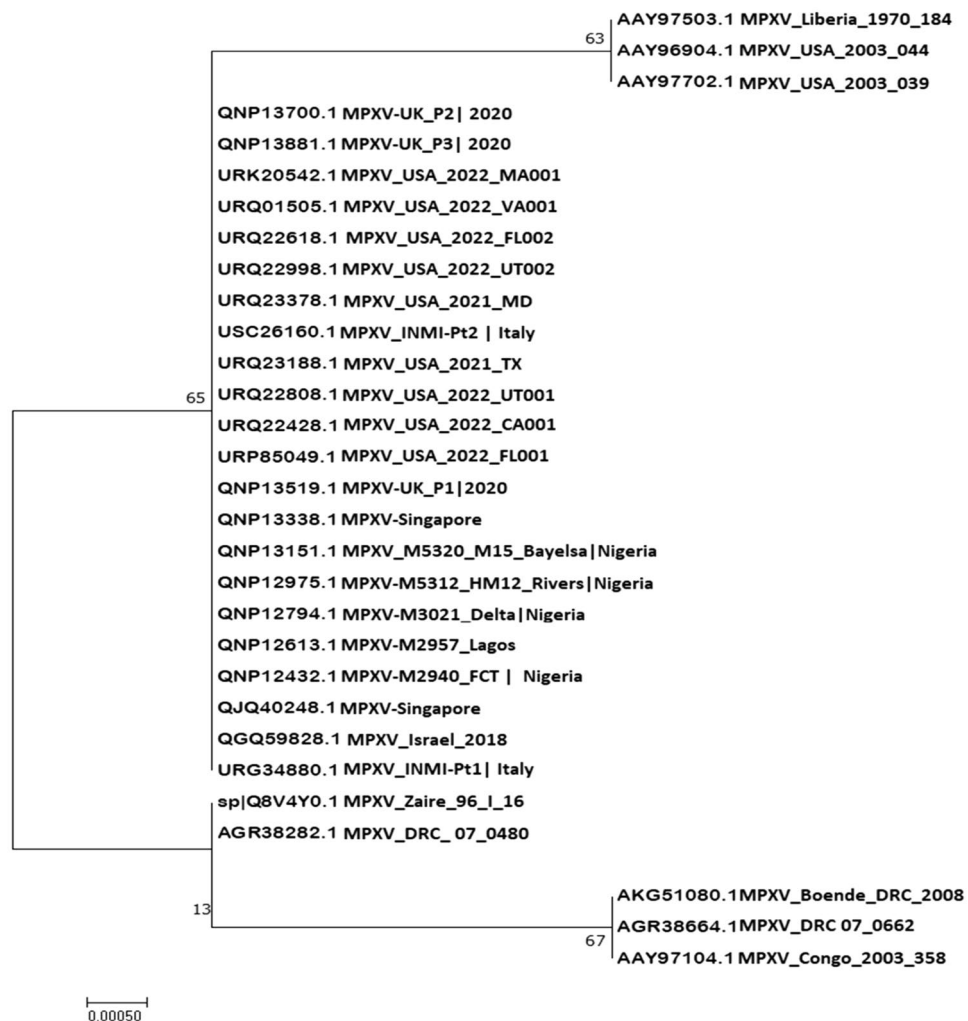 AAY97503.1 MPXV_Liberia_1970_184
63
AAY96904.1 MPXV_USA_2003_044
AAY97702.1 MPXV_USA_2003_039
QNP13700.1 MPXV-UK_P2| 2020
QNP13881.1 MPXV-UK_P3| 2020
URK20542.1 MPXV_USA_2022_MA001
URQ01505.1 MPXV_USA_2022_VA001
URQ22618.1 MPXV_USA_2022_FL002
URQ22998.1 MPXV_USA_2022_UT002
URQ23378.1 MPXV_USA_2021_MD
USC26160.1 MPXV_INMI-Pt2 | Italy
URQ23188.1 MPXV_USA_2021_TX
65
URQ22808.1 MPXV_USA_2022_UT001
URQ22428.1 MPXV_USA_2022_CA001
URP85049.1 MPXV_USA_2022_FL001
QNP13519.1 MPXV-UK_P1|2020
QNP13338.1 MPXV-Singapore
QNP13151.1 MPXV_M5320_M15_Bayelsa|Nigeria
QNP12975.1 MPXV-M5312_HM12_Rivers|Nigeria
QNP12794.1 MPXV-M3021_Delta|Nigeria
QNP12613.1 MPXV-M2957_Lagos
QNP12432.1 MPXV-M2940_FCT | Nigeria
QJQ40248.1 MPXV-Singapore
QGQ59828.1 MPXV_Israel_2018
URG34880.1 MPXV_INMI-Pt1| Italy
sp|Q8V4Y0.1 MPXV_Zaire_96_I_16
AGR38282.1 MPXV_DRC_ 07_0480
AKG51080.1MPXV_Boende_DRC_2008
13
AGR38664.1MPXV_DRC 07_0662
67
AAY97104.1 MPXV_Congo_2003_358
0.00050